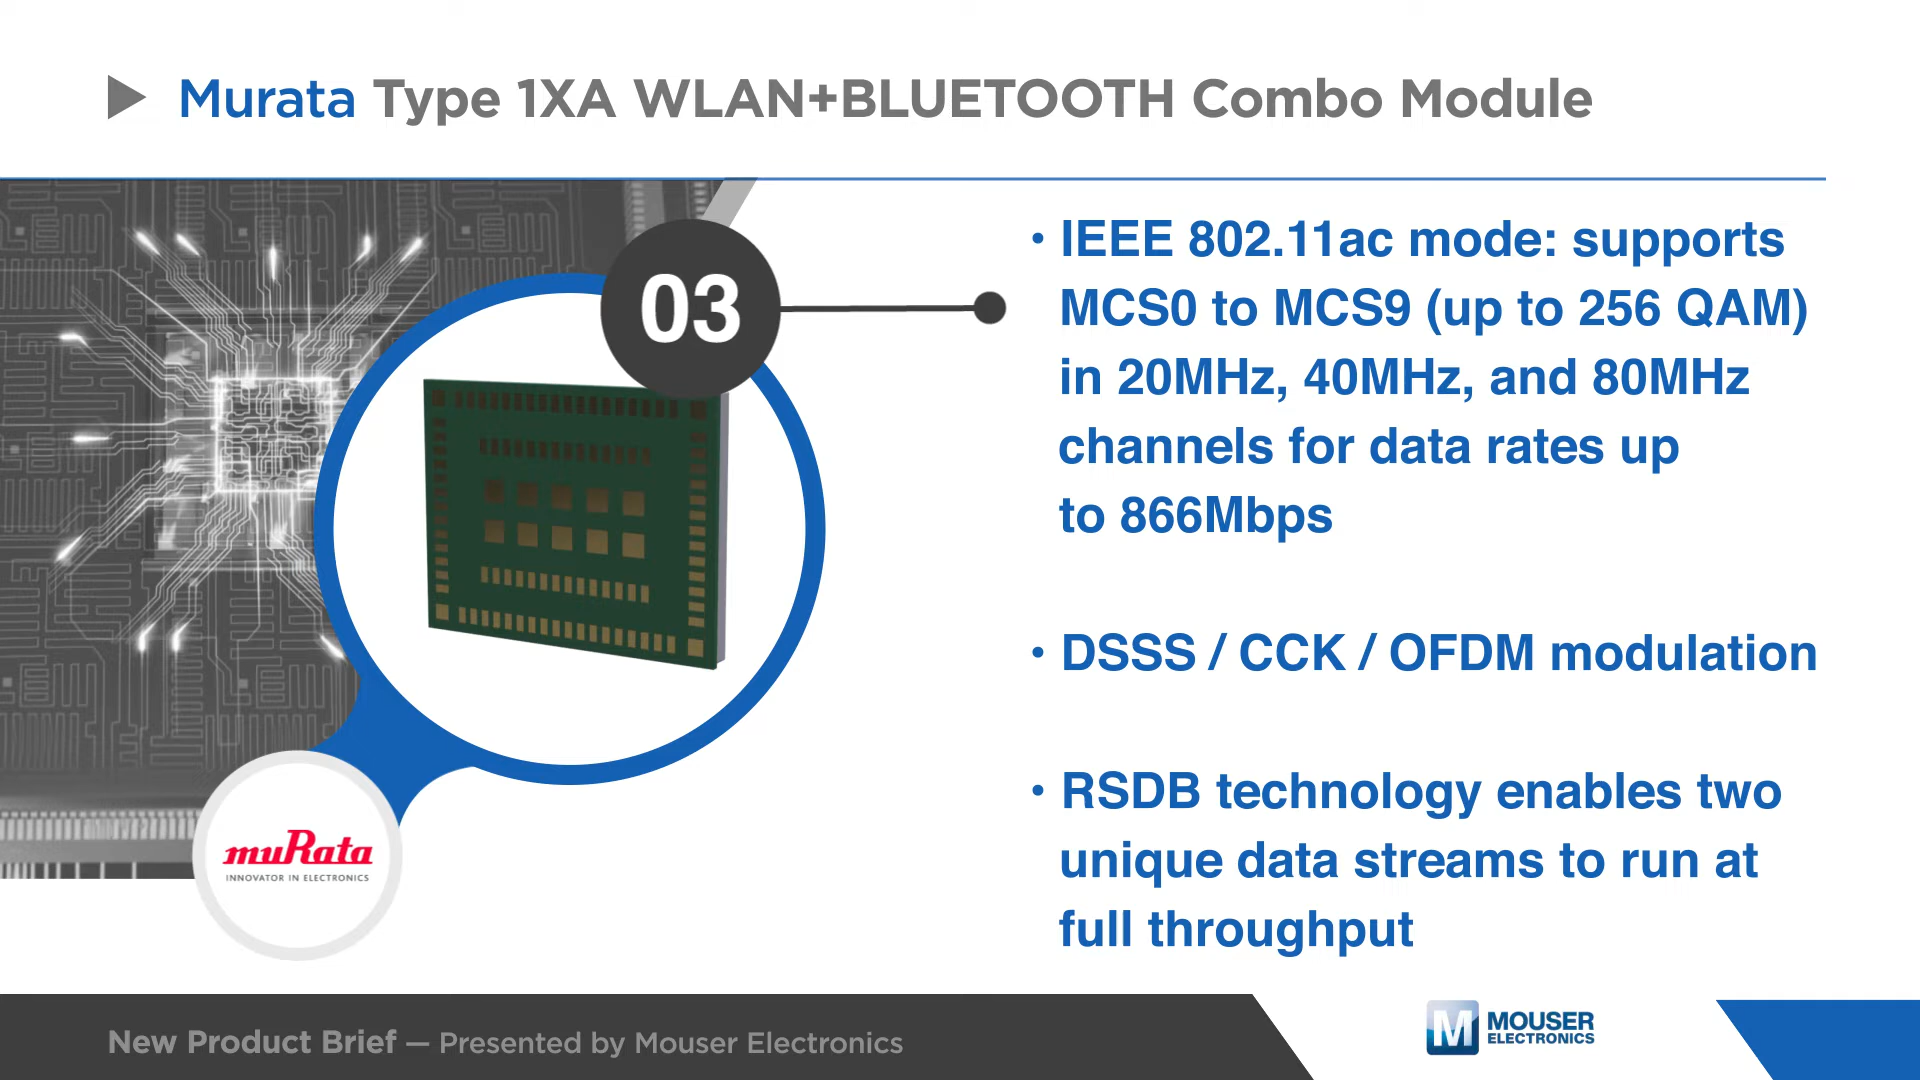 Murata Type 1XA WLAN+BLUETOOTH Combo Module
03
• IEEE 802.11ac mode: supports
MCS0 to MCS9 (up to 256 QAM)
in 20MHz, 40MHz, and 80MHz
channels for data rates up
to 866Mbps
• DSSS / CCK / OFDM modulation
• RSDB technology enables two
unique data streams to run at
full throughput
muRata
INNOVATOR IN ELECTRONICS
New Product Brief — Presented by Mouser Electronics
M MOUSER
ELECTRONICS